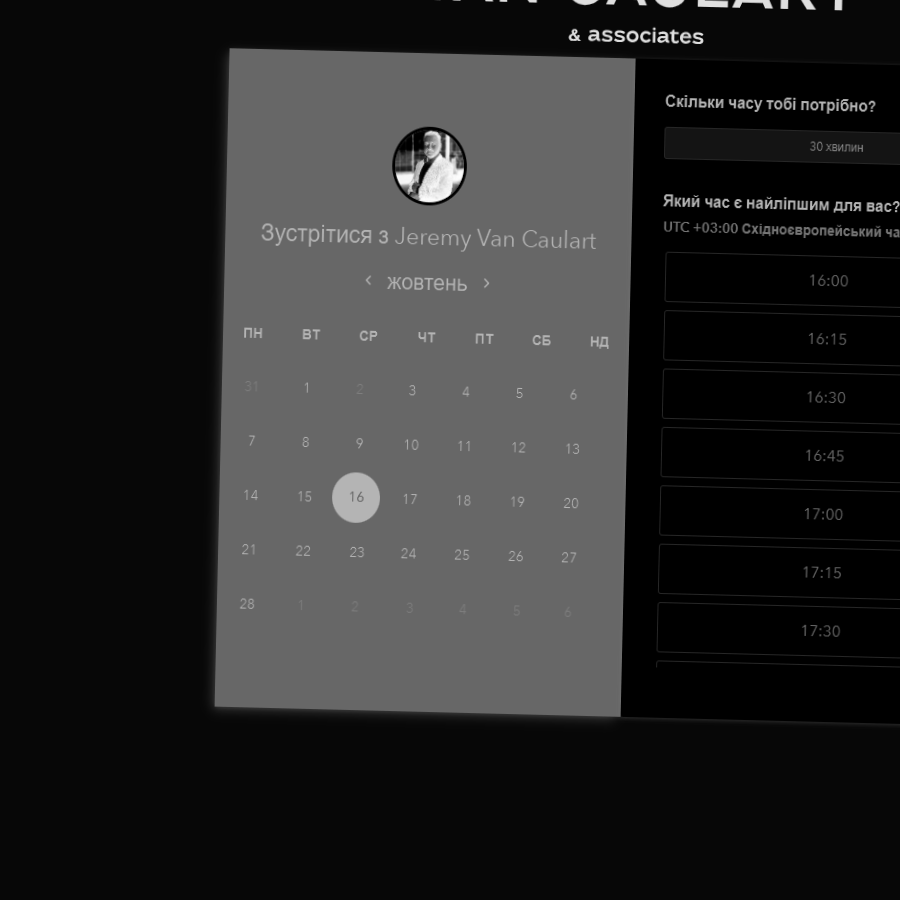 VAN CAULART
& associates
Зустрітися з Jeremy Van Caulart
‹ жовтень ›
ПН ВТ СР ЧТ ПТ СБ НД
31 1 2 3 4 5 6
7 8 9 10 11 12 13
14 15 16 17 18 19 20
21 22 23 24 25 26 27
28 1 2 3 4 5 6
Скільки часу тобі потрібно?
30 хвилин
Який час є найліпшим для вас?
UTC +03:00 Східноєвропейський
16:00
16:15
16:30
16:45
17:00
17:15
17:30